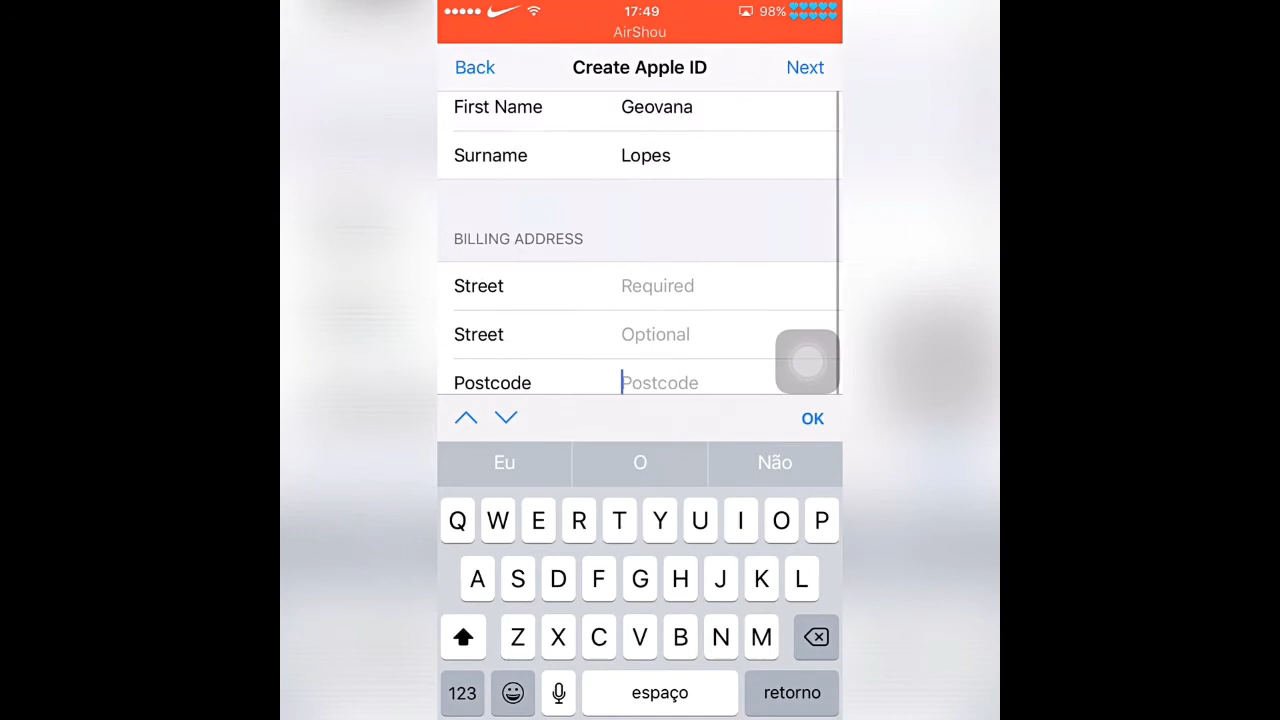 17:49 98%
AirShou
Back Create Apple ID Next
First Name Geovana
Surname Lopes
BILLING ADDRESS
Street Required
Street Optional
Postcode Postcode
OK
Eu O Não
Q W E R T Y U I O P
A S D F G H J K L
Z X C V B N M
123 espaço retorno